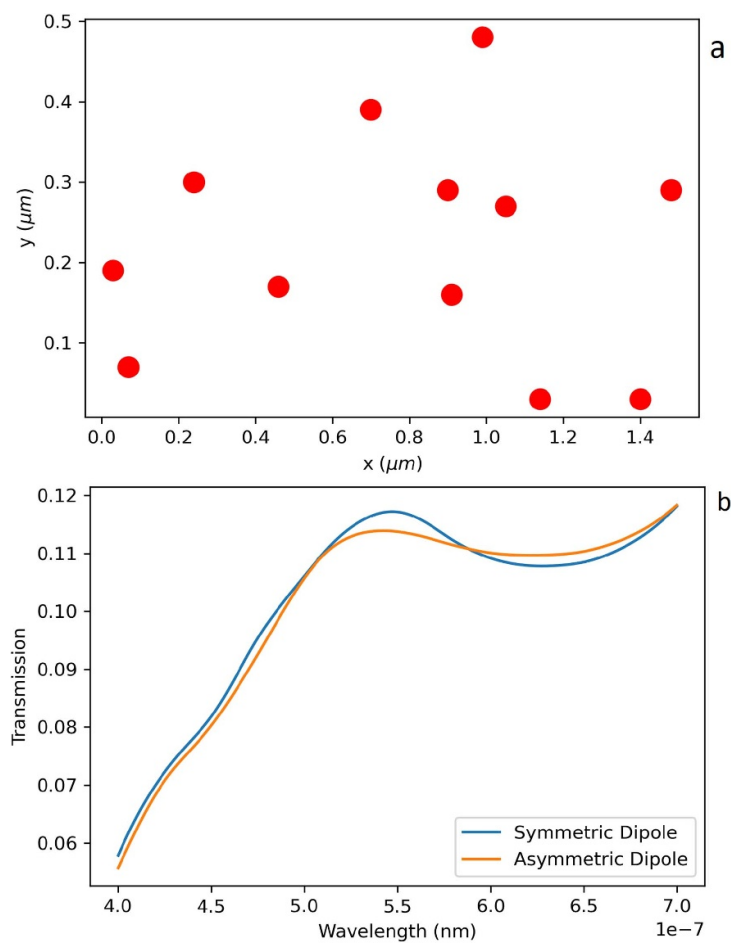 a
0.5
0.4
0.3
0.2
0.1
y (μm)
0.0 0.2 0.4 0.6 0.8 1.0 1.2 1.4
x (μm)
b
0.12
0.11
0.10
0.09
0.08
0.07
0.06
Transmission
Symmetric Dipole
Asymmetric Dipole
4.0 4.5 5.0 5.5 6.0 6.5 7.0
Wavelength (nm)
1e−7